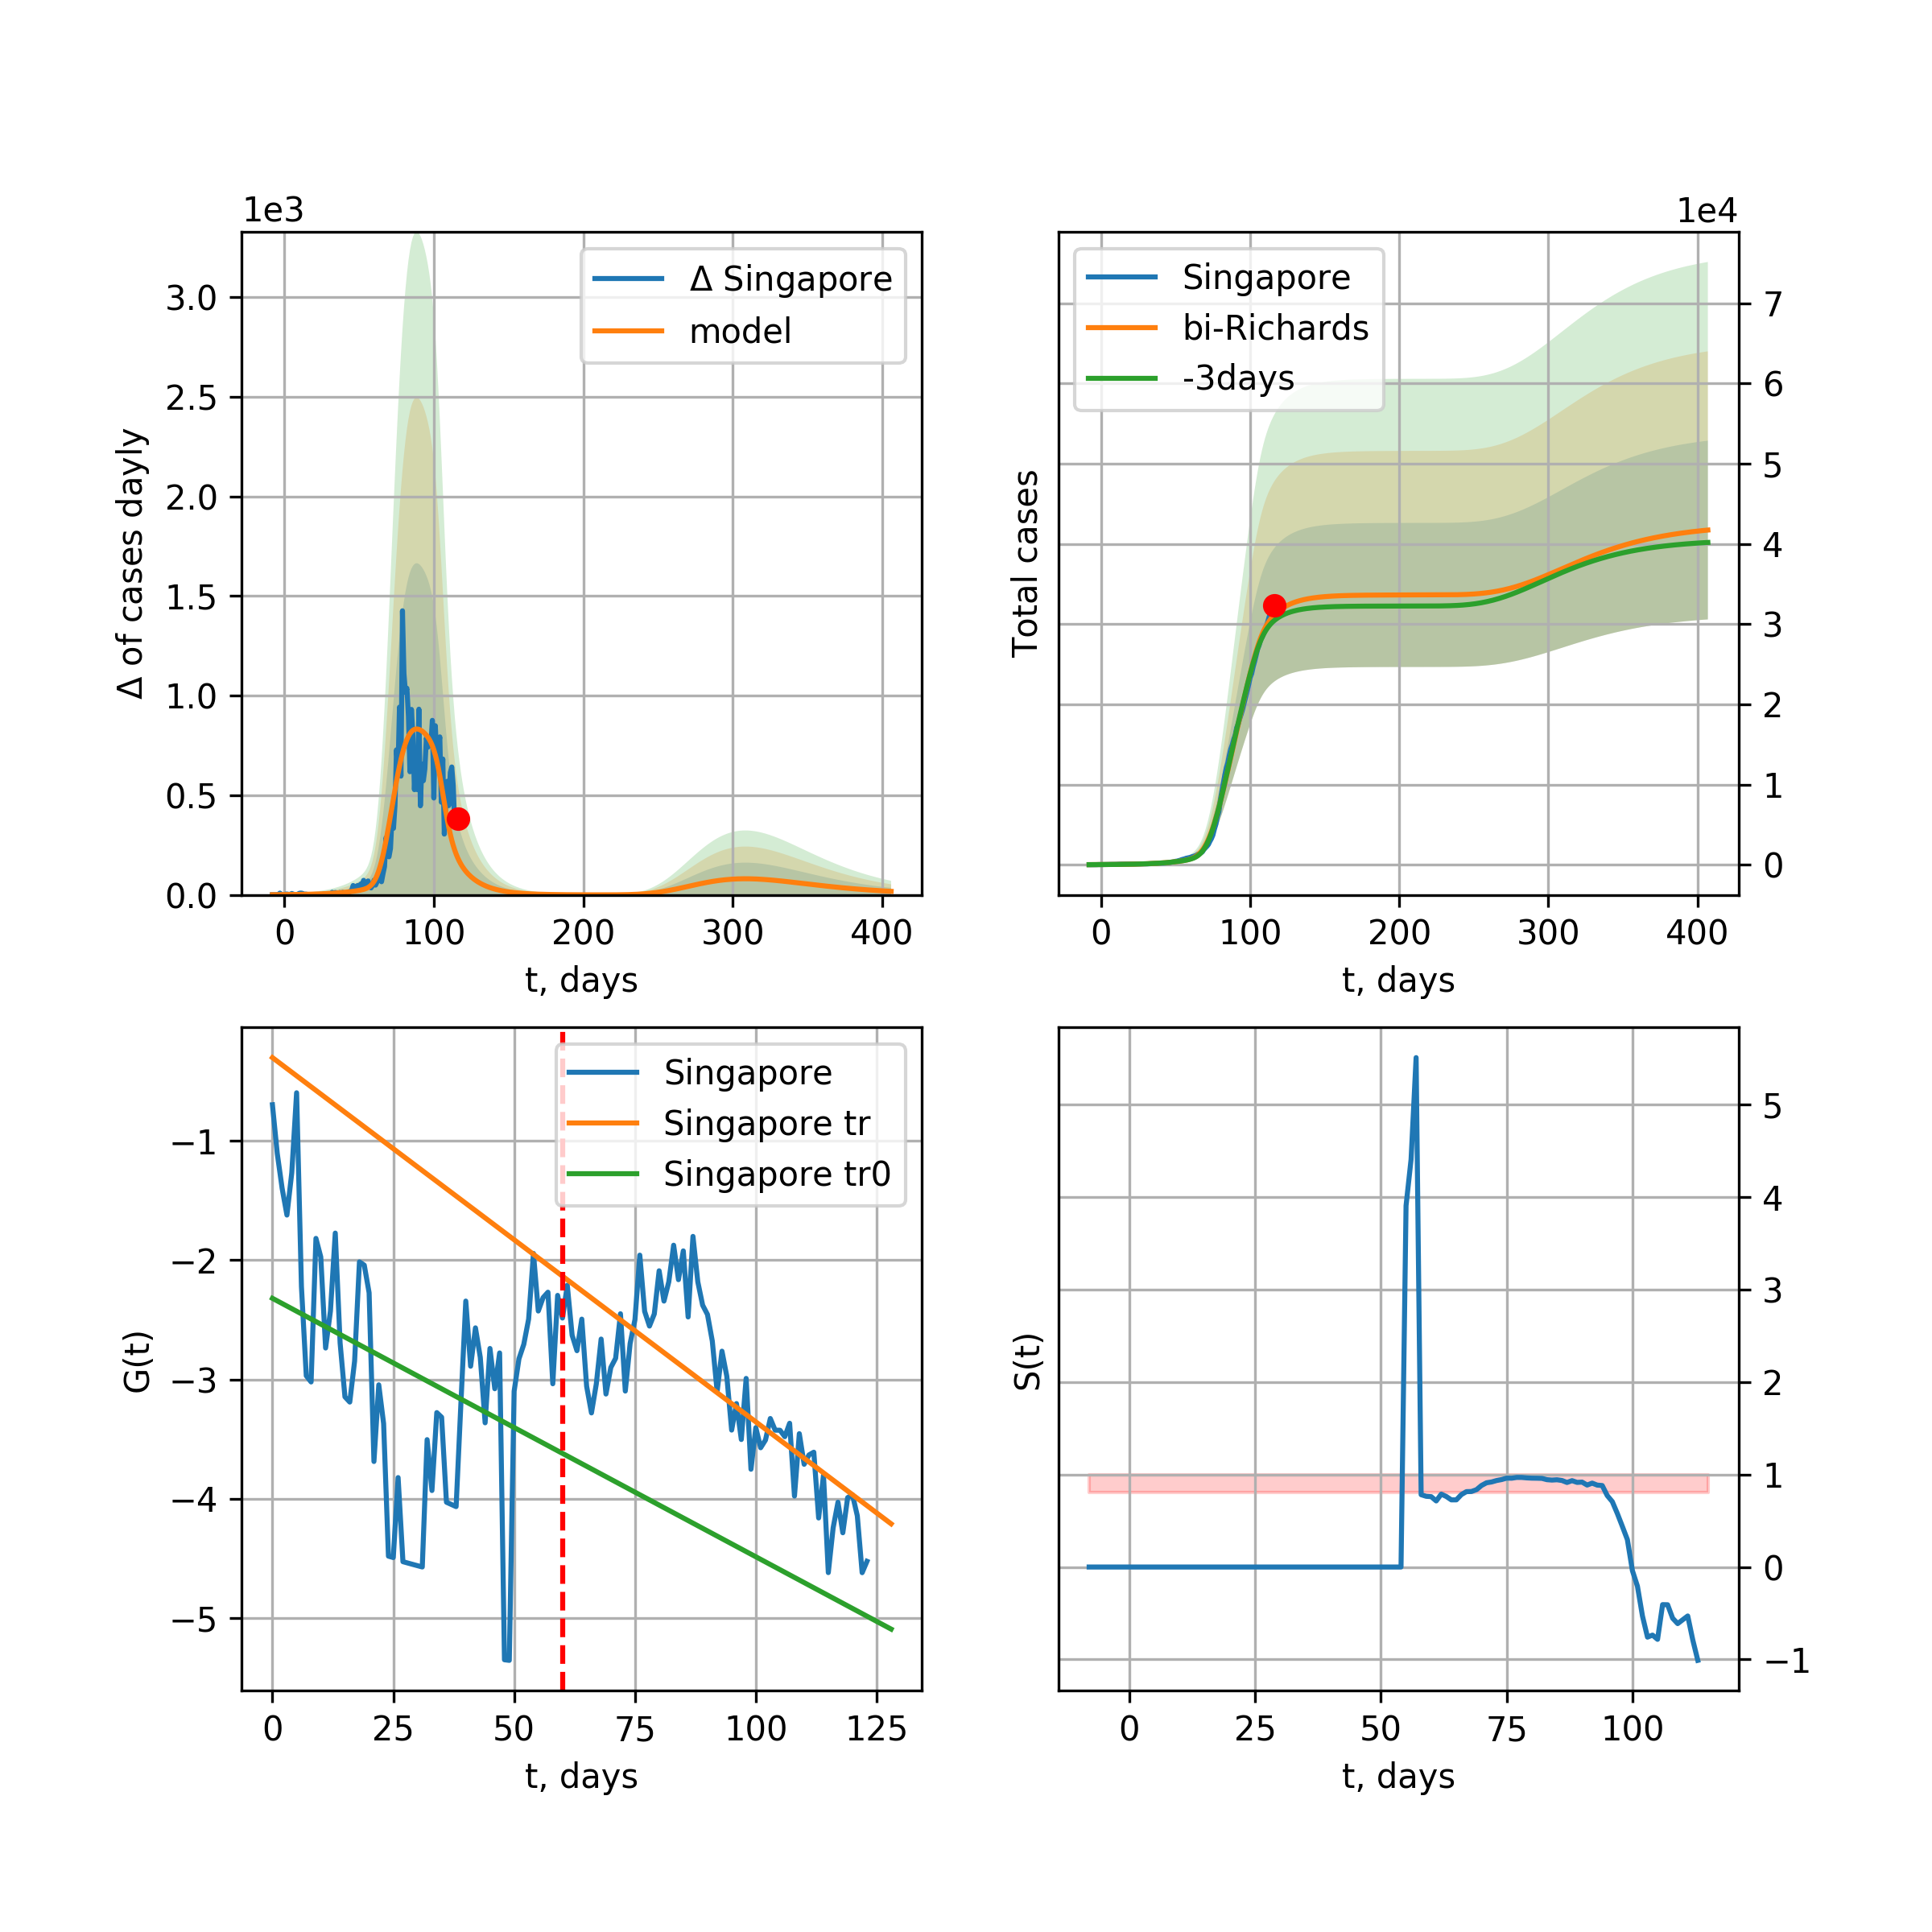 1e3
Δ of cases dayly
3.0
2.5
2.0
1.5
1.0
0.5
0.0
Δ Singapore
model
0 100 200 300 400
t, days
1e4
Total cases
Singapore
bi-Richards
-3days
7
6
5
4
3
2
1
0
0 100 200 300 400
t, days
G(t)
−1
−2
−3
−4
−5
Singapore
Singapore tr
Singapore tr0
0 25 50 75 100 125
t, days
S(t)
5
4
3
2
1
0
−1
0 25 50 75 100
t, days